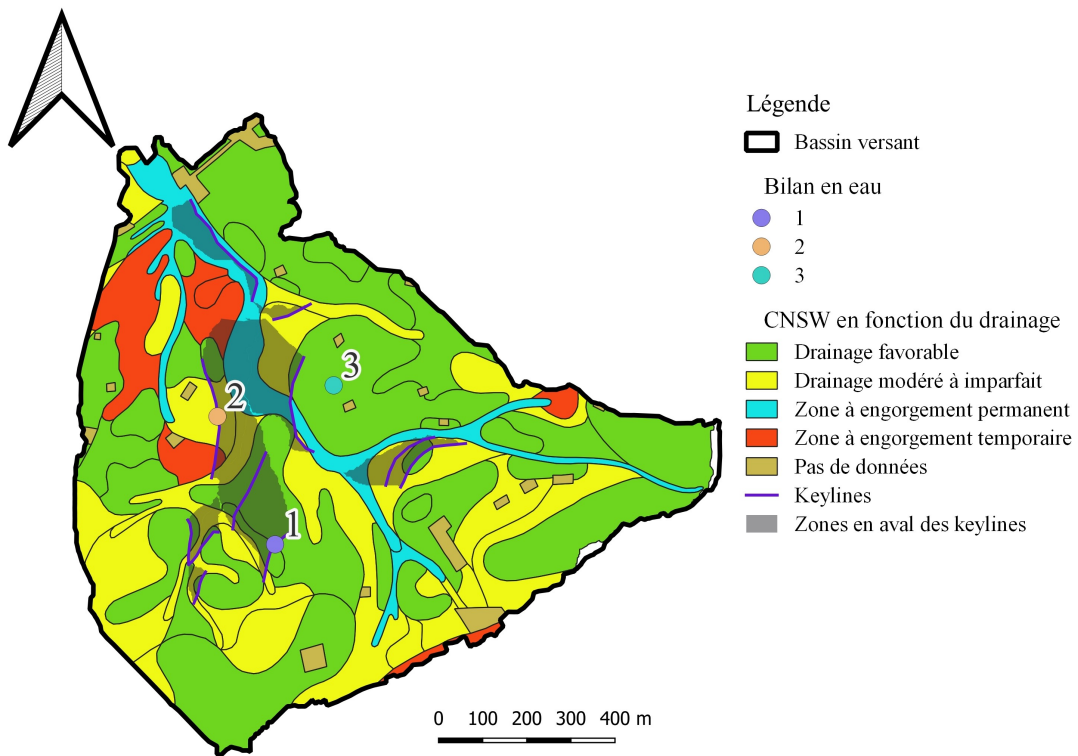 Légende
Bassin versant
Bilan en eau
1
2
3
CNSW en fonction du drainage
Drainage favorable
Drainage modéré à imparfait
Zone à engorgement permanent
Zone à engorgement temporaire
Pas de données
Keylines
Zones en aval des keylines
3
2
1
0 100 200 300 400 m